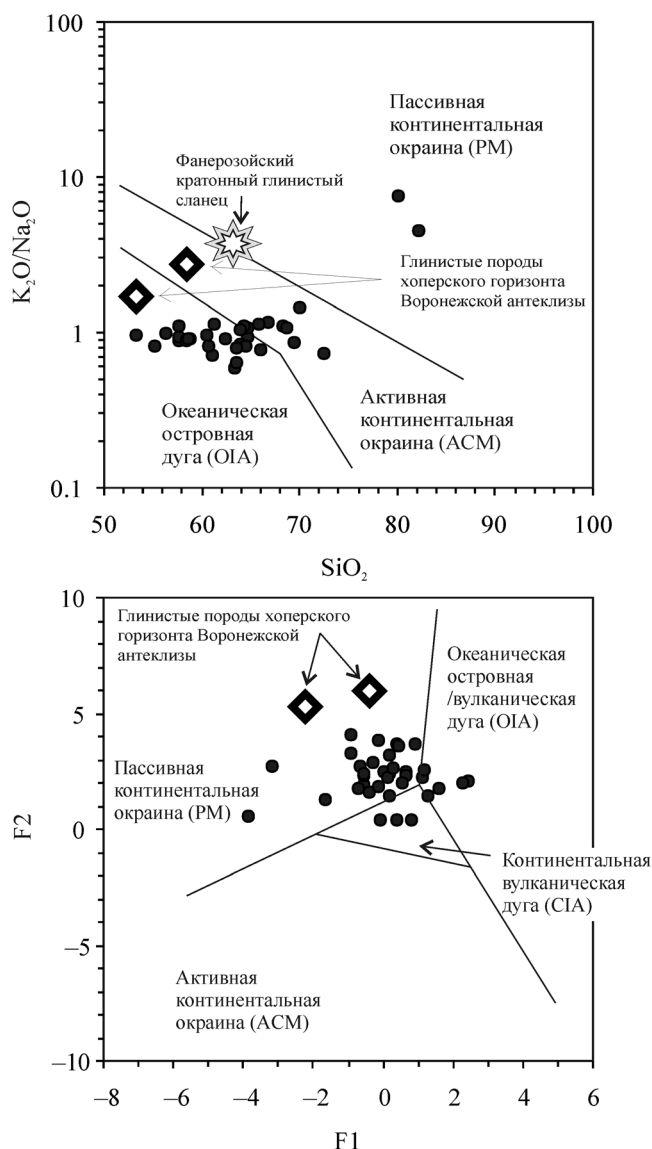 100
Пассивная
континентальная
окраина (PM)
Фанерозойский
кратонный глинистый
сланец
10
K₂O/Na₂O
Глинистые породы
хоперского горизонта
Воронежской антеклизы
1
Океаническая
островная
дуга (OIA)
Активная
континентальная
окраина (ACM)
0.1
50 60 70 80 90 100
SiO₂
10
Глинистые породы хоперского
горизонта Воронежской
антеклизы
Океаническая
островная
/вулканическая
дуга (OIA)
5
Пассивная
континентальная
окраина (PM)
F2
0
Континентальная
вулканическая
дуга (CIA)
–5
Активная
континентальная
окраина (ACM)
–10
–8 –6 –4 –2 0 2 4 6
F1